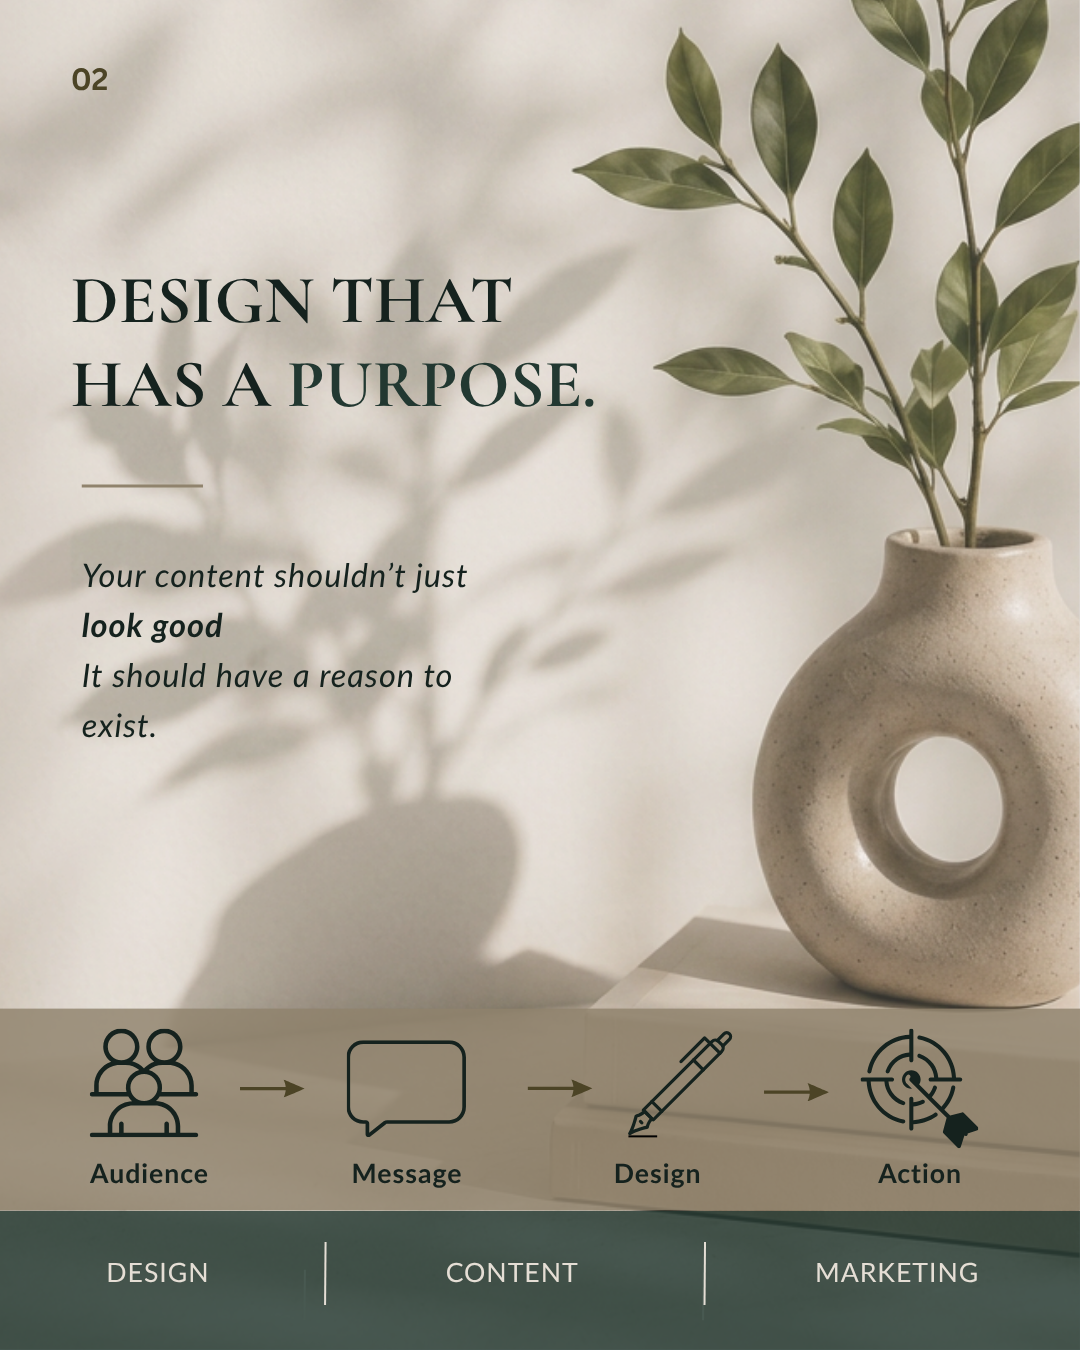 02
DESIGN THAT
HAS A PURPOSE.
Your content shouldn’t just
look good
It should have a reason to
exist.
Audience
Message
Design
Action
DESIGN
CONTENT
MARKETING